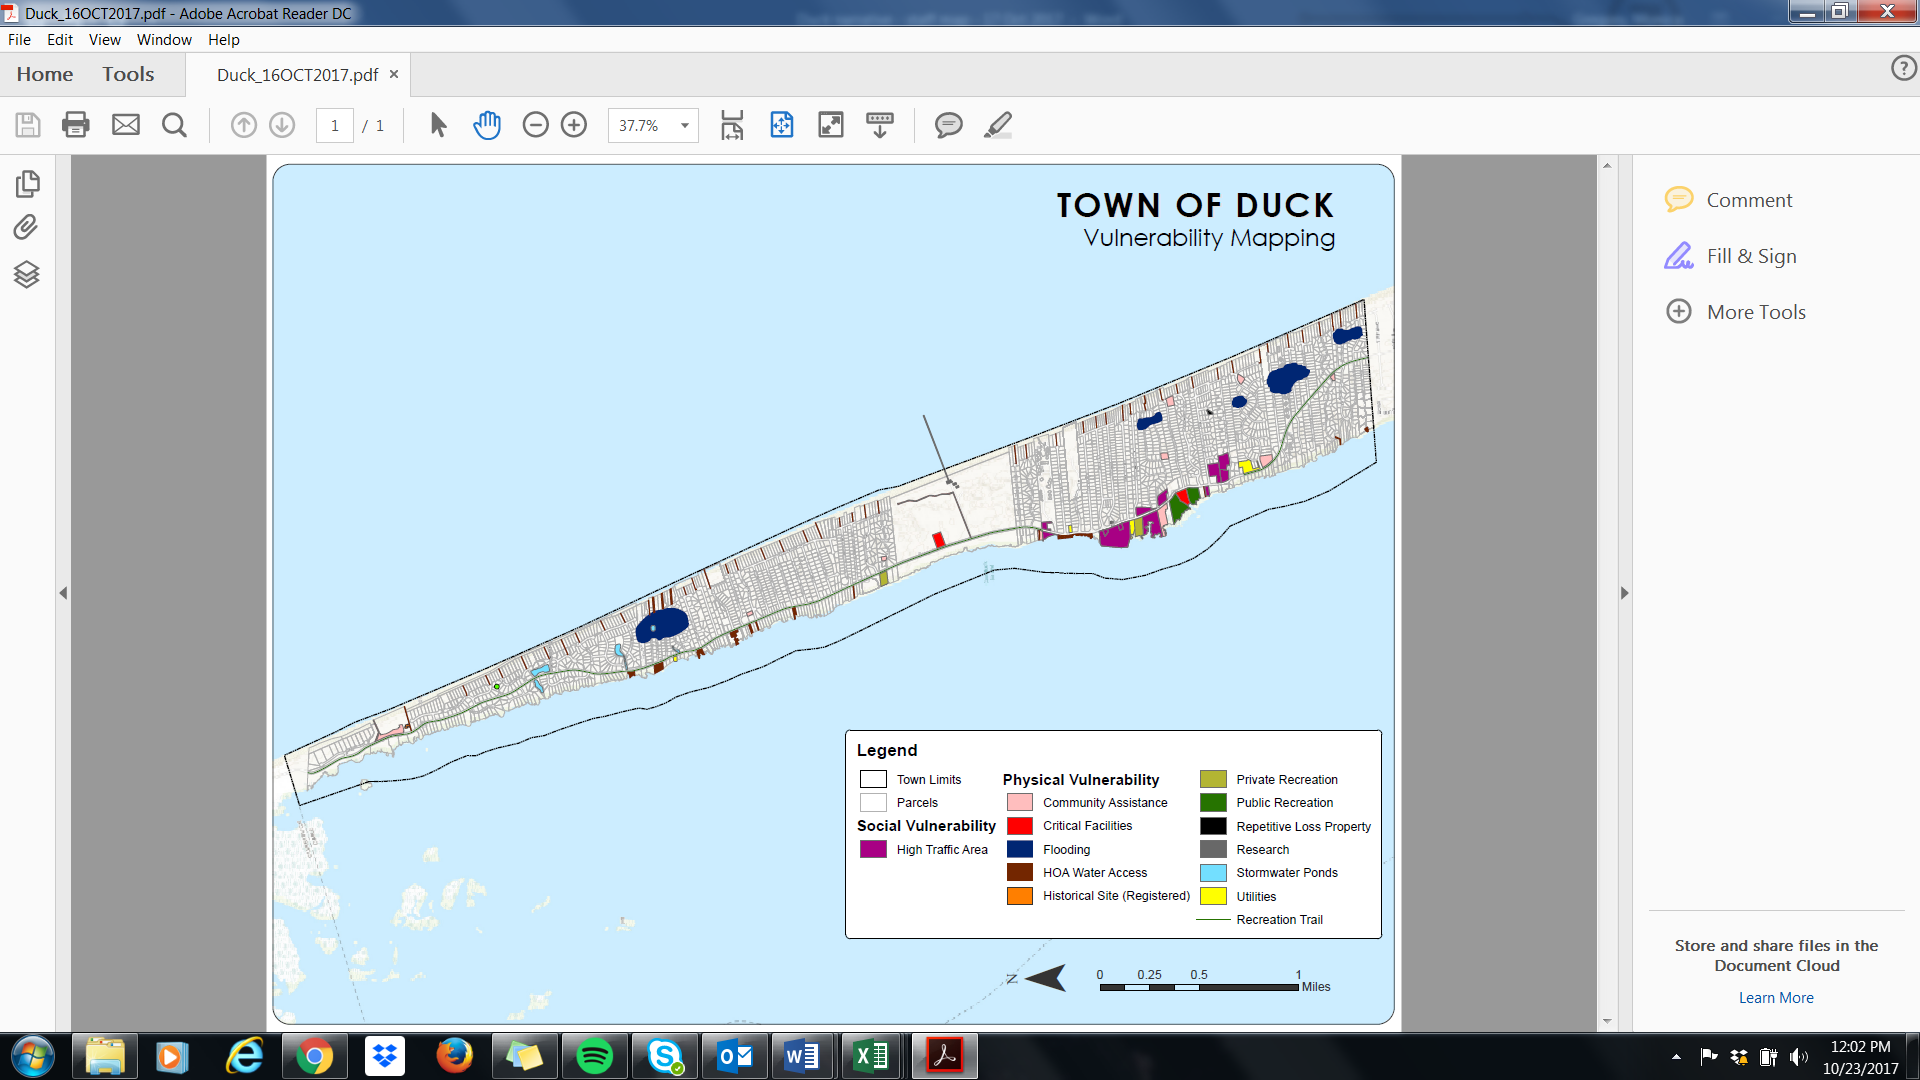 Duck_16OCT2017.pdf - Adobe Acrobat Reader DC
File Edit View Window Help
Home Tools Duck_16OCT2017.pdf ×
1 / 1 37.7%
TOWN OF DUCK
Vulnerability Mapping
Comment
Fill & Sign
More Tools
Legend
Town Limits
Parcels
Social Vulnerability
High Traffic Area
Physical Vulnerability
Community Assistance
Critical Facilities
Flooding
HOA Water Access
Historical Site (Registered)
Private Recreation
Public Recreation
Repetitive Loss Property
Research
Stormwater Ponds
Utilities
Recreation Trail
N
0 0.25 0.5 1
Miles
Store and share files in the
Document Cloud
Learn More
12:02 PM
10/23/2017